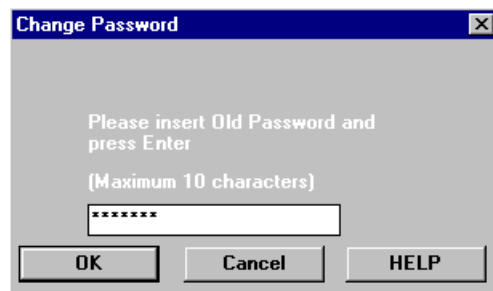 Change Password
Please insert Old Password and
press Enter
(Maximum 10 characters)
*******
OK Cancel HELP